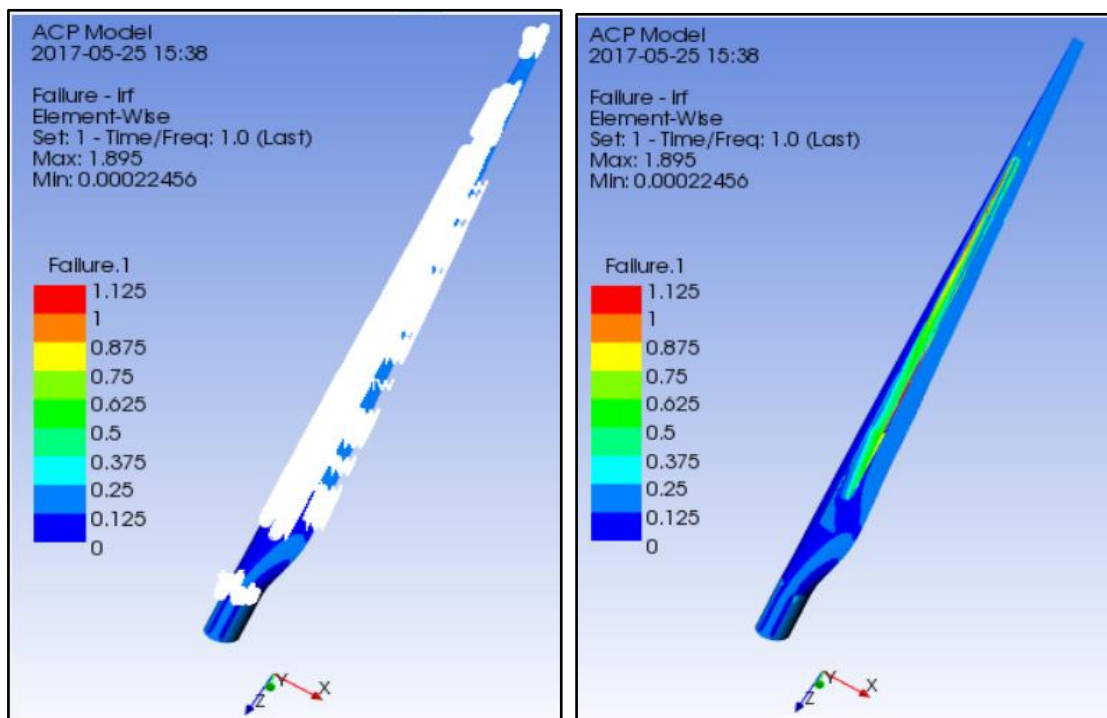 ACP Model
2017-05-25 15:38
Failure - irf
Element-Wise
Set: 1 - Time/Freq: 1.0 (Last)
Max: 1.895
Min: 0.00022456
Failure.1
1.125
1
0.875
0.75
0.625
0.5
0.375
0.25
0.125
0
Y
Z
X
ACP Model
2017-05-25 15:38
Failure - irf
Element-Wise
Set: 1 - Time/Freq: 1.0 (Last)
Max: 1.895
Min: 0.00022456
Failure.1
1.125
1
0.875
0.75
0.625
0.5
0.375
0.25
0.125
0
Y
Z
X